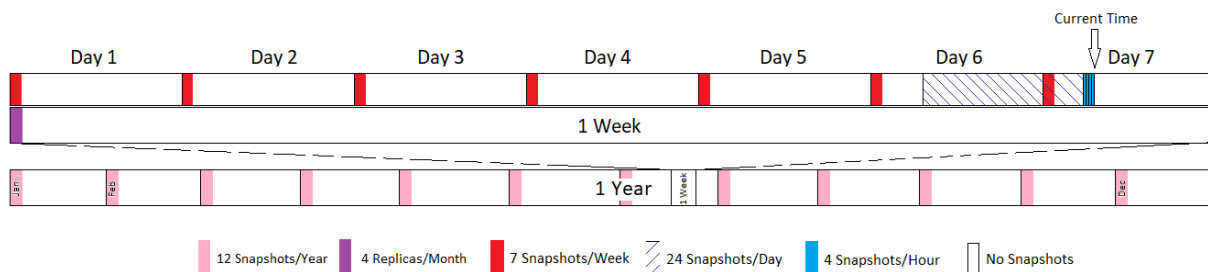 Current Time
Day 1 Day 2 Day 3 Day 4 Day 5 Day 6 Day 7
1 Week
Jan Feb 1 Year 1 Week Dec
12 Snapshots/Year 4 Replicas/Month 7 Snapshots/Week 24 Snapshots/Day 4 Snapshots/Hour No Snapshots